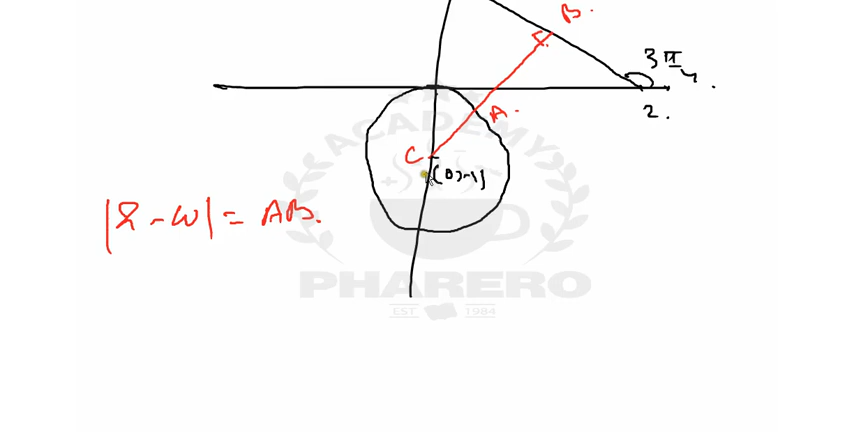 B.
3π/4
2.
A.
C
(0,-1)
|z-w| = AB.
ACADEMY
PHARERO
EST 1984